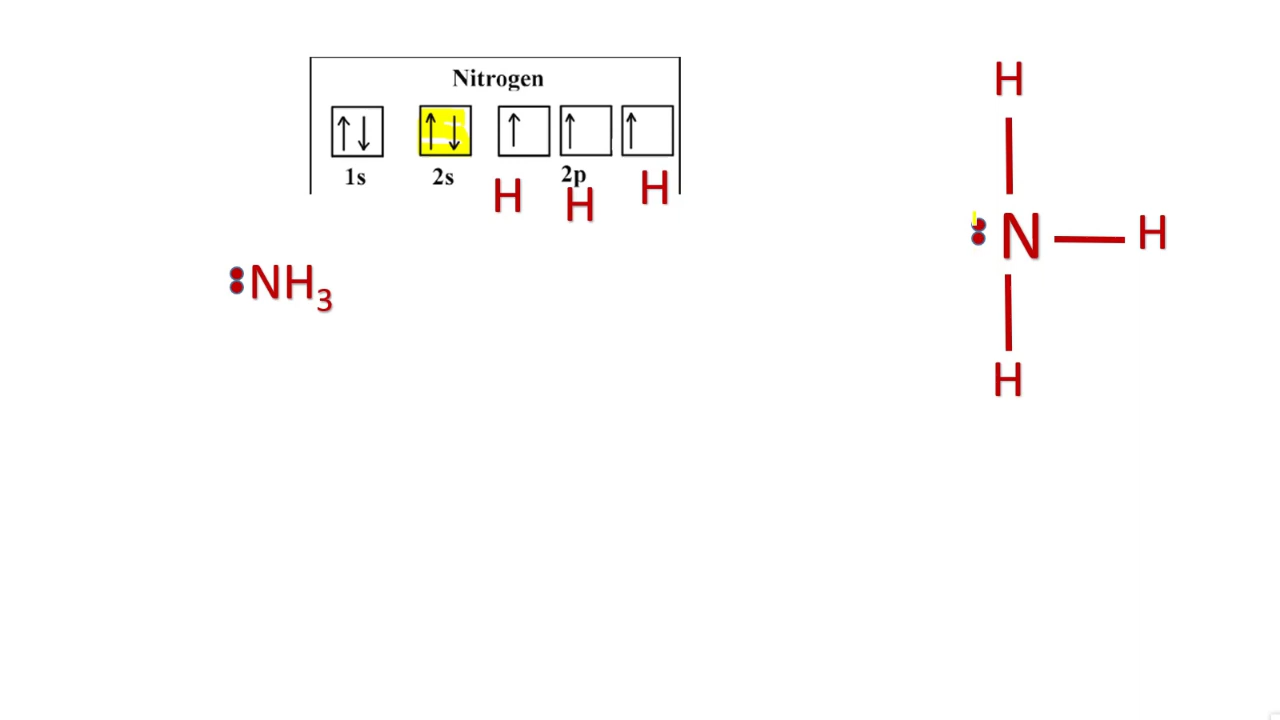 Nitrogen
1s 2s 2p
H H H
:NH₃
H
:N H
H